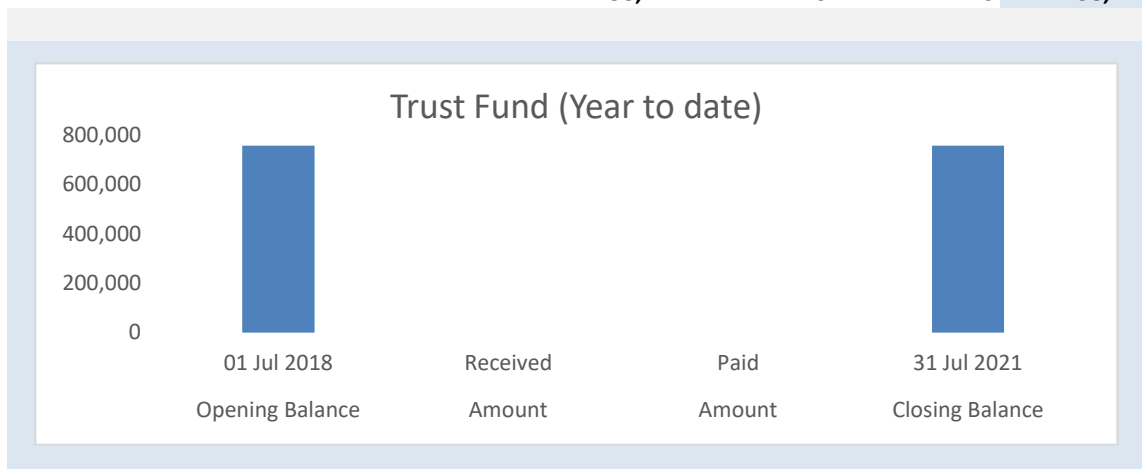 Trust Fund (Year to date)
800,000
600,000
400,000
200,000
0
01 Jul 2018 Received Paid 31 Jul 2021
Opening Balance Amount Amount Closing Balance